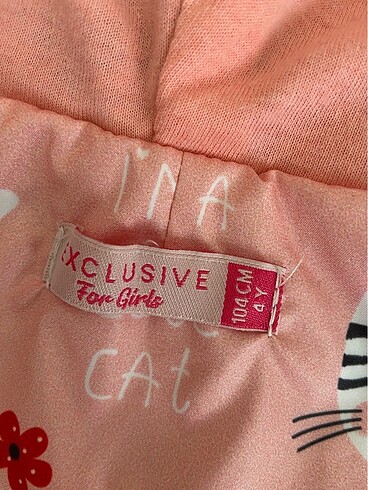 I'M A
EXCLUSIVE
For Girls
104 CM
4 Y
CAt